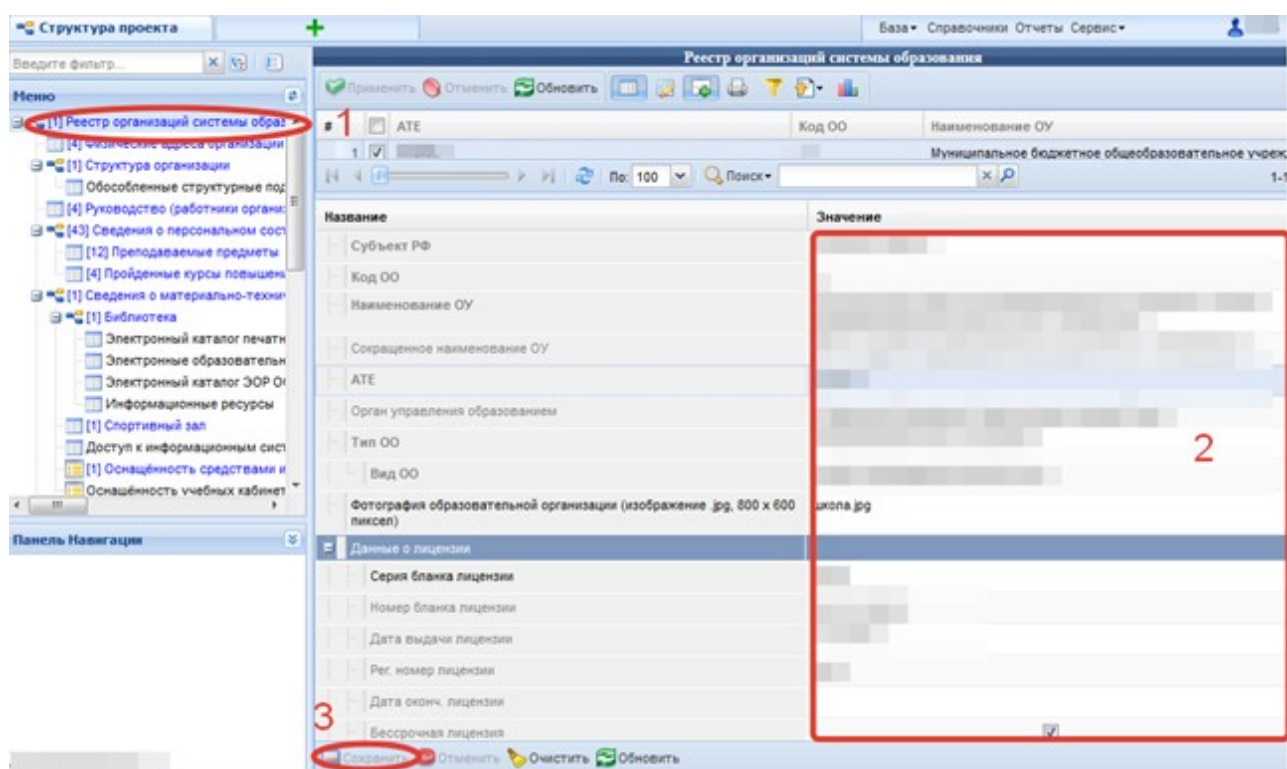 Структура проекта
База Справочники Отчеты Сервис
Введите фильтр...
Реестр организаций системы образования
Меню
Применить Отменить Обновить
[1] Реестр организаций системы образ
1
# АТЕ Код ОО Наименование ОУ
[4] Физические адреса организации
1 Муниципальное бюджетное общеобразовательное учреж
[1] Структура организации
По: 100 Поиск
1-1
Обособленные структурные под
[4] Руководство (работники органи
[43] Сведения о персональном сост
[12] Преподаваемые предметы
[4] Пройденные курсы повышени
[1] Сведения о материально-техни
[1] Библиотека
Электронный каталог печатн
Электронные образовательн
Электронный каталог ЭОР О
Информационные ресурсы
[1] Спортивный зал
Доступ к информационным сист
[1] Оснащённость средствами и
Оснащённость учебных кабинет
Панель Навигации
Название Значение
Субъект РФ
Код ОО
Наименование ОУ
Сокращенное наименование ОУ
АТЕ
Орган управления образованием
Тип ОО
2
Вид ОО
Фотография образовательной организации (изображение .jpg, 800 x 600
пиксел)
школа.jpg
Данные о лицензии
Серия бланка лицензии
Номер бланка лицензии
Дата выдачи лицензии
Рег. номер лицензии
Дата оконч. лицензии
3
Бессрочная лицензия
Сохранить Отменить Очистить Обновить